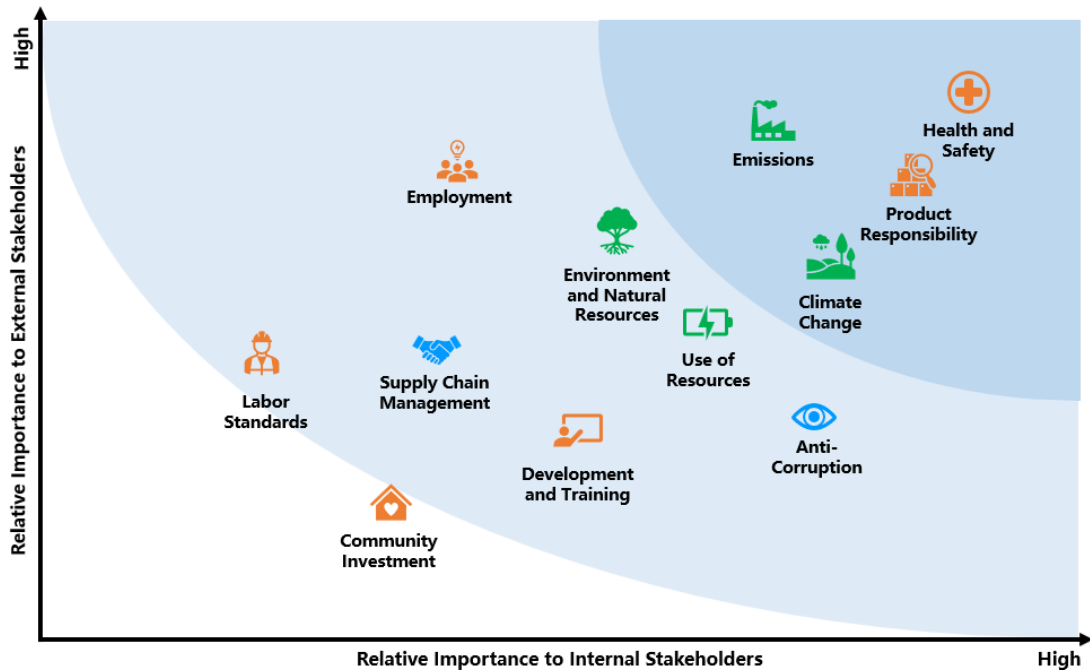 High
Relative Importance to External Stakeholders
Health and
Safety
Emissions
Employment
Product
Responsibility
Environment
and Natural
Resources
Climate
Change
Use of
Resources
Labor
Standards
Supply Chain
Management
Anti-
Corruption
Development
and Training
Community
Investment
Relative Importance to Internal Stakeholders
High